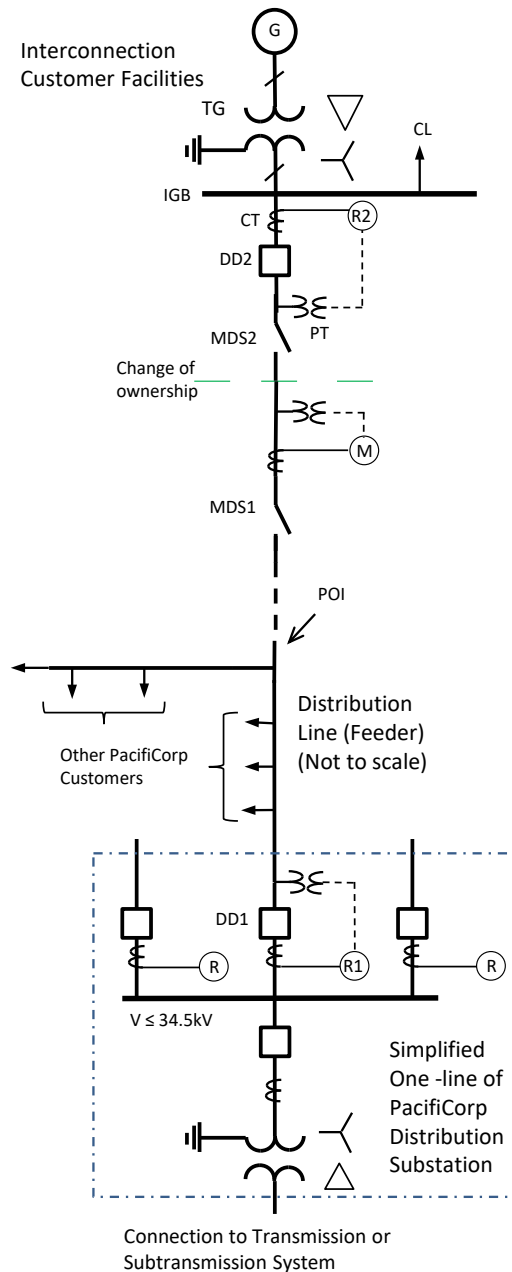 G
Interconnection
Customer Facilities
TG
CL
IGB
CT
R2
DD2
PT
MDS2
Change of
ownership
M
MDS1
POI
Distribution
Line (Feeder)
(Not to scale)
Other PacifiCorp
Customers
DD1
R
R1
R
V ≤ 34.5kV
Simplified
One -line of
PacifiCorp
Distribution
Substation
Connection to Transmission or
Subtransmission System